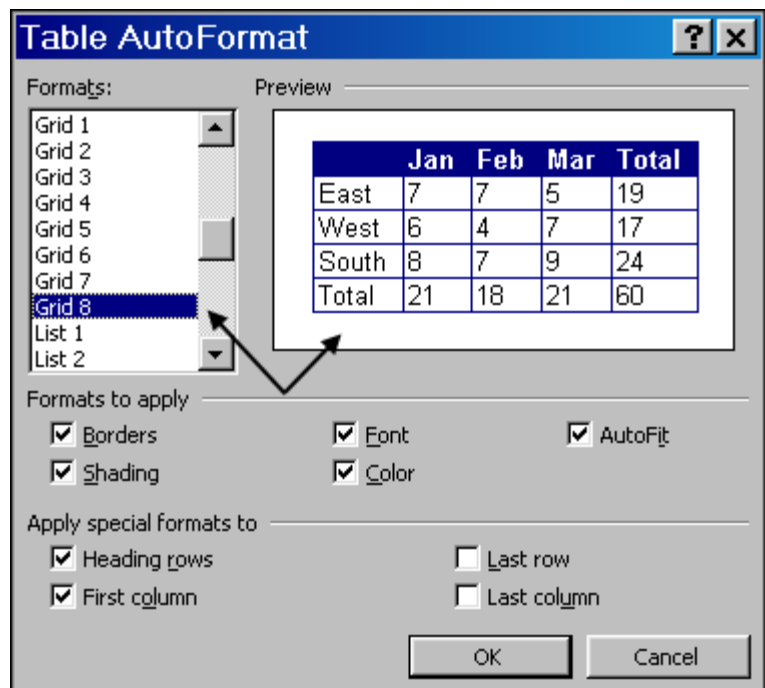 Table AutoFormat
Formats:
Grid 1
Grid 2
Grid 3
Grid 4
Grid 5
Grid 6
Grid 7
Grid 8
List 1
List 2
Preview
Jan Feb Mar Total
East 7 7 5 19
West 6 4 7 17
South 8 7 9 24
Total 21 18 21 60
Formats to apply
Borders Font AutoFit
Shading Color
Apply special formats to
Heading rows Last row
First column Last column
OK Cancel